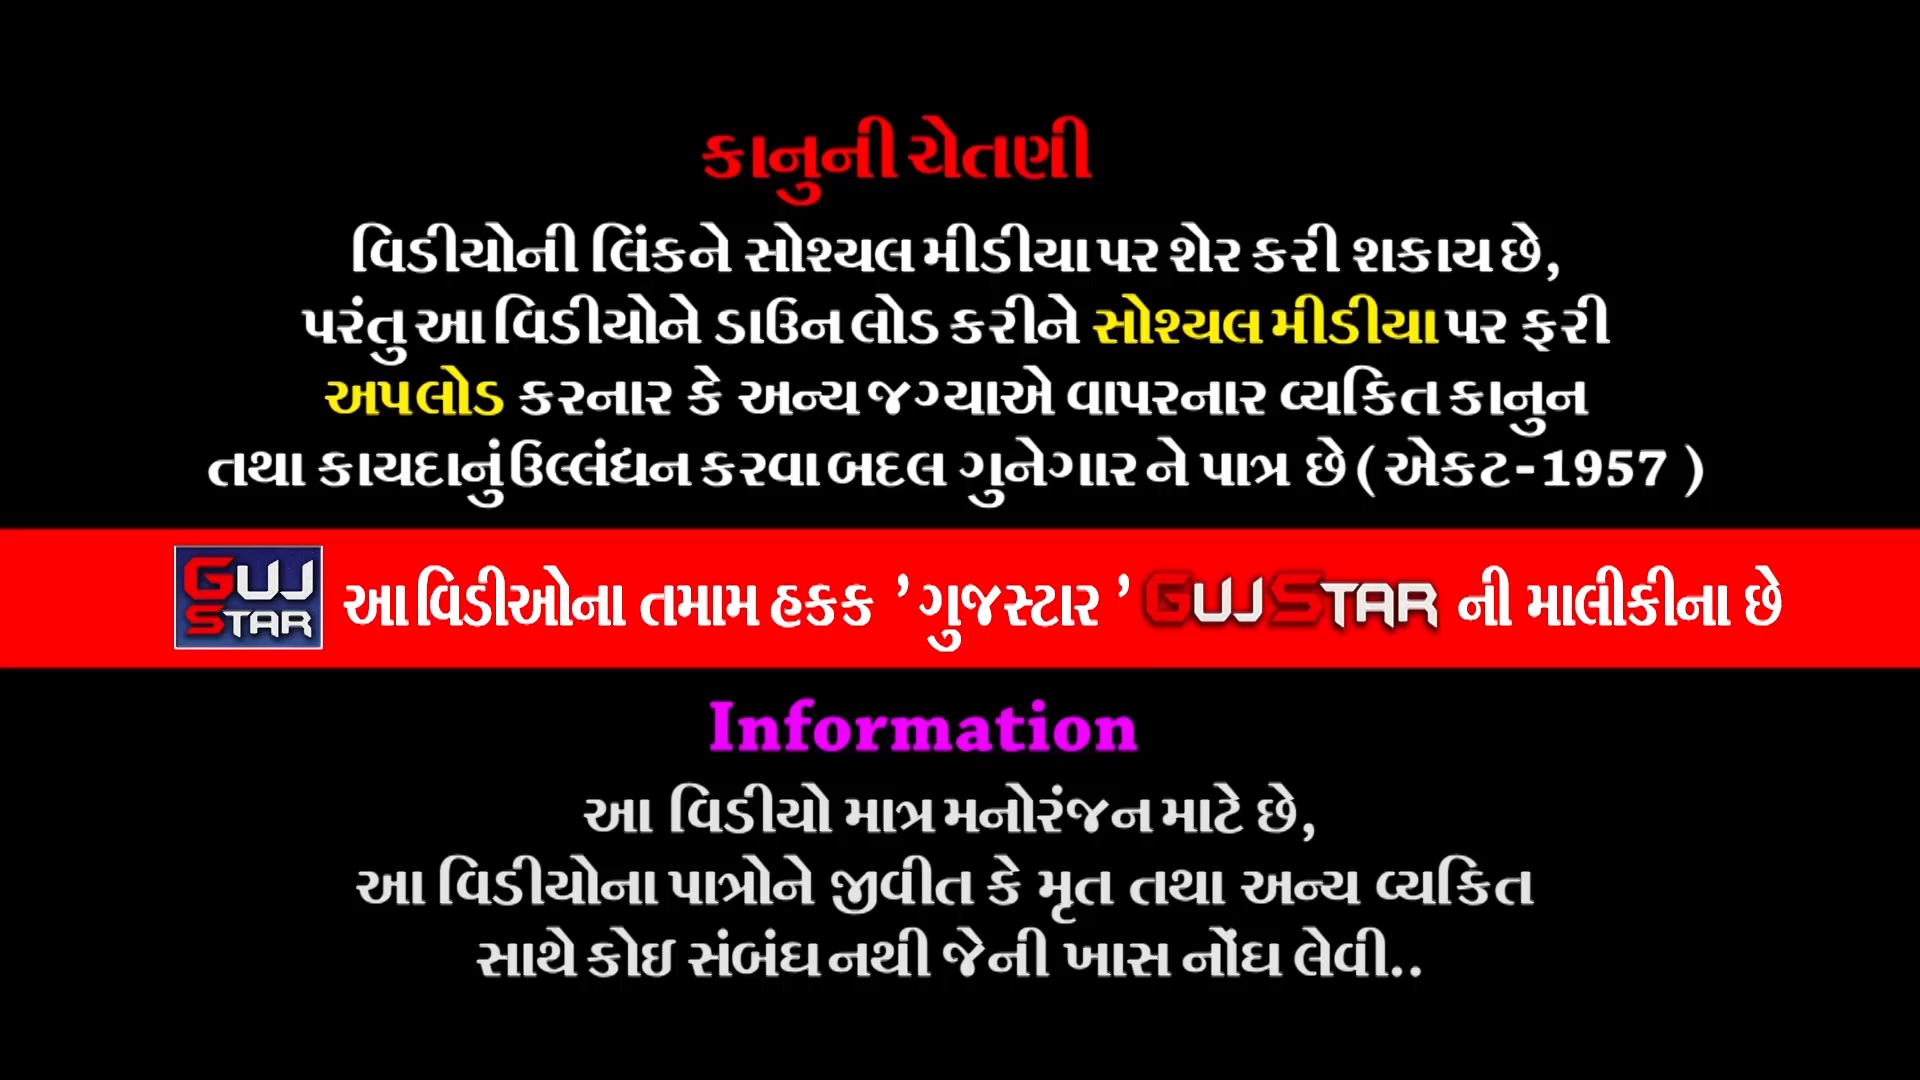 કાનુની ચેતણી
વિડીયોની લિંકને સોશ્યલ મીડીયા પર શેર કરી શકાય છે,
પરંતુ આ વિડીયોને ડાઉન લોડ કરીને સોશ્યલ મીડીયા પર ફરી
અપલોડ કરનાર કે અન્ય જગ્યાએ વાપરનાર વ્યકિત કાનુન
તથા કાયદાનું ઉલ્લંઘન કરવા બદલ ગુનેગાર ને પાત્ર છે ( એકટ-1957 )
GUJ STAR આ વિડીઓના તમામ હકક ’ ગુજસ્ટાર ’ GUJ STAR ની માલીકીના છે
Information
આ વિડીયો માત્ર મનોરંજન માટે છે,
આ વિડીયોના પાત્રોને જીવીત કે મૃત તથા અન્ય વ્યકિત
સાથે કોઇ સંબંઘ નથી જેની ખાસ નોંઘ લેવી..